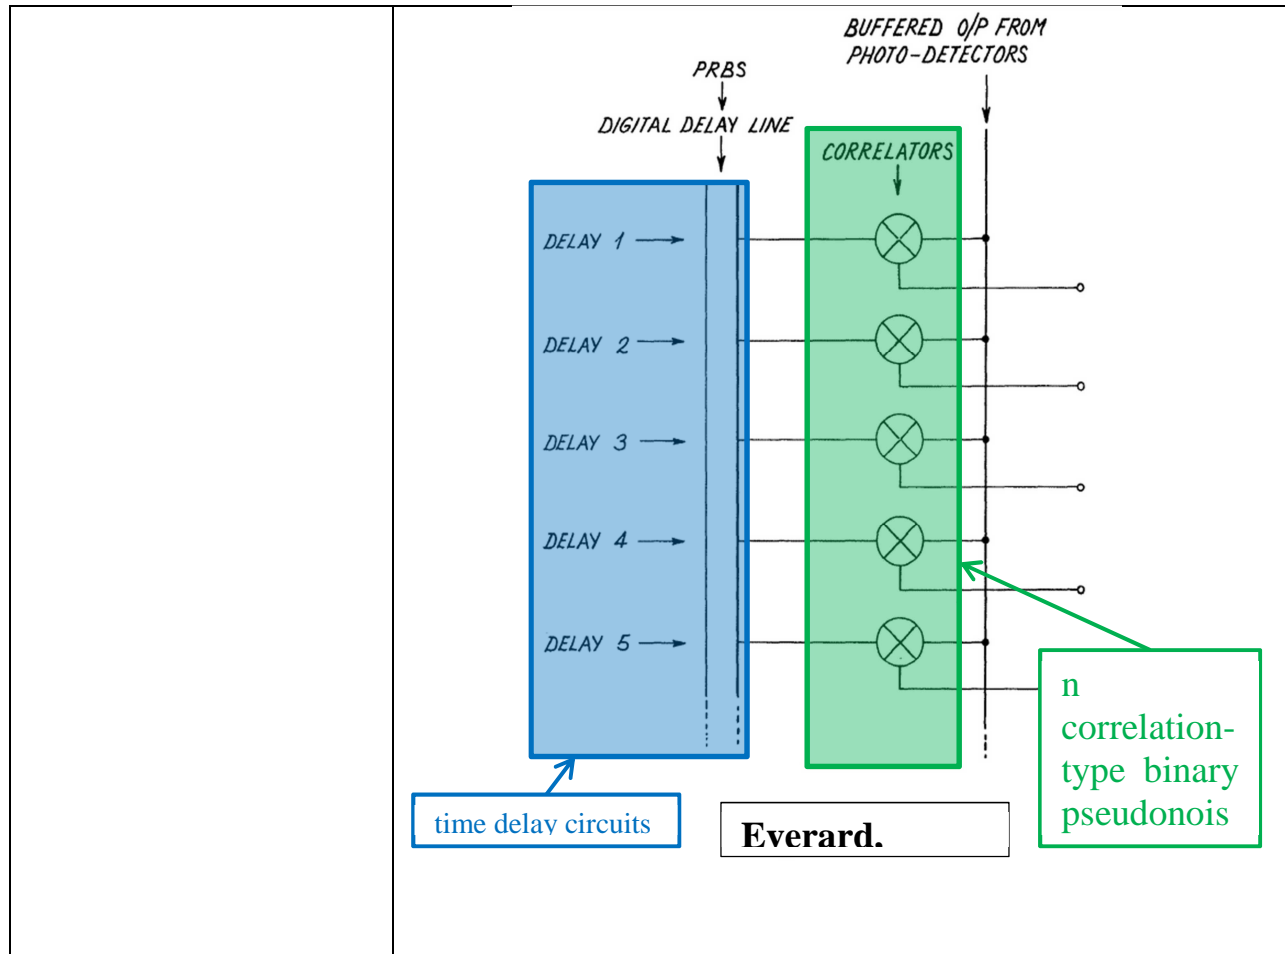 BUFFERED O/P FROM
PHOTO-DETECTORS
PRBS
DIGITAL DELAY LINE
CORRELATORS
DELAY 1
DELAY 2
DELAY 3
DELAY 4
DELAY 5
n
correlation-
type binary
pseudonois
time delay circuits
Everard,